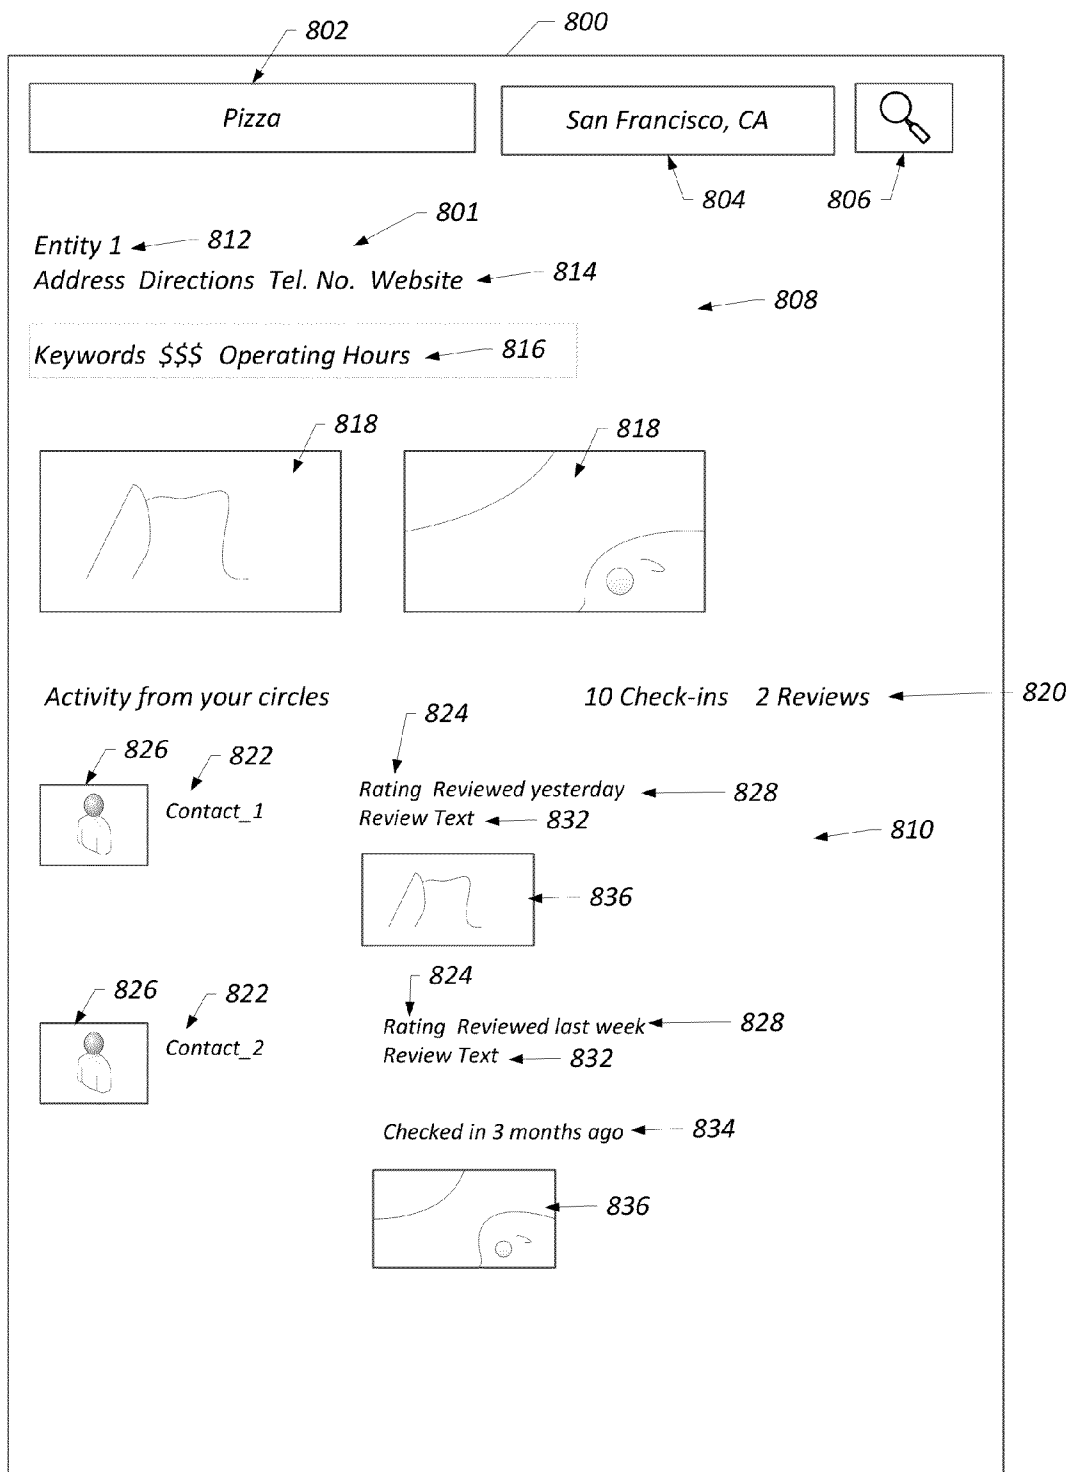 802
800
Pizza
San Francisco, CA
804
806
801
Entity 1
812
Address Directions Tel. No. Website
814
808
Keywords $$$ Operating Hours
816
818
818
Activity from your circles
10 Check-ins 2 Reviews
820
824
826
822
Contact_1
Rating Reviewed yesterday
828
Review Text
832
810
836
824
826
822
Contact_2
Rating Reviewed last week
828
Review Text
832
Checked in 3 months ago
834
836